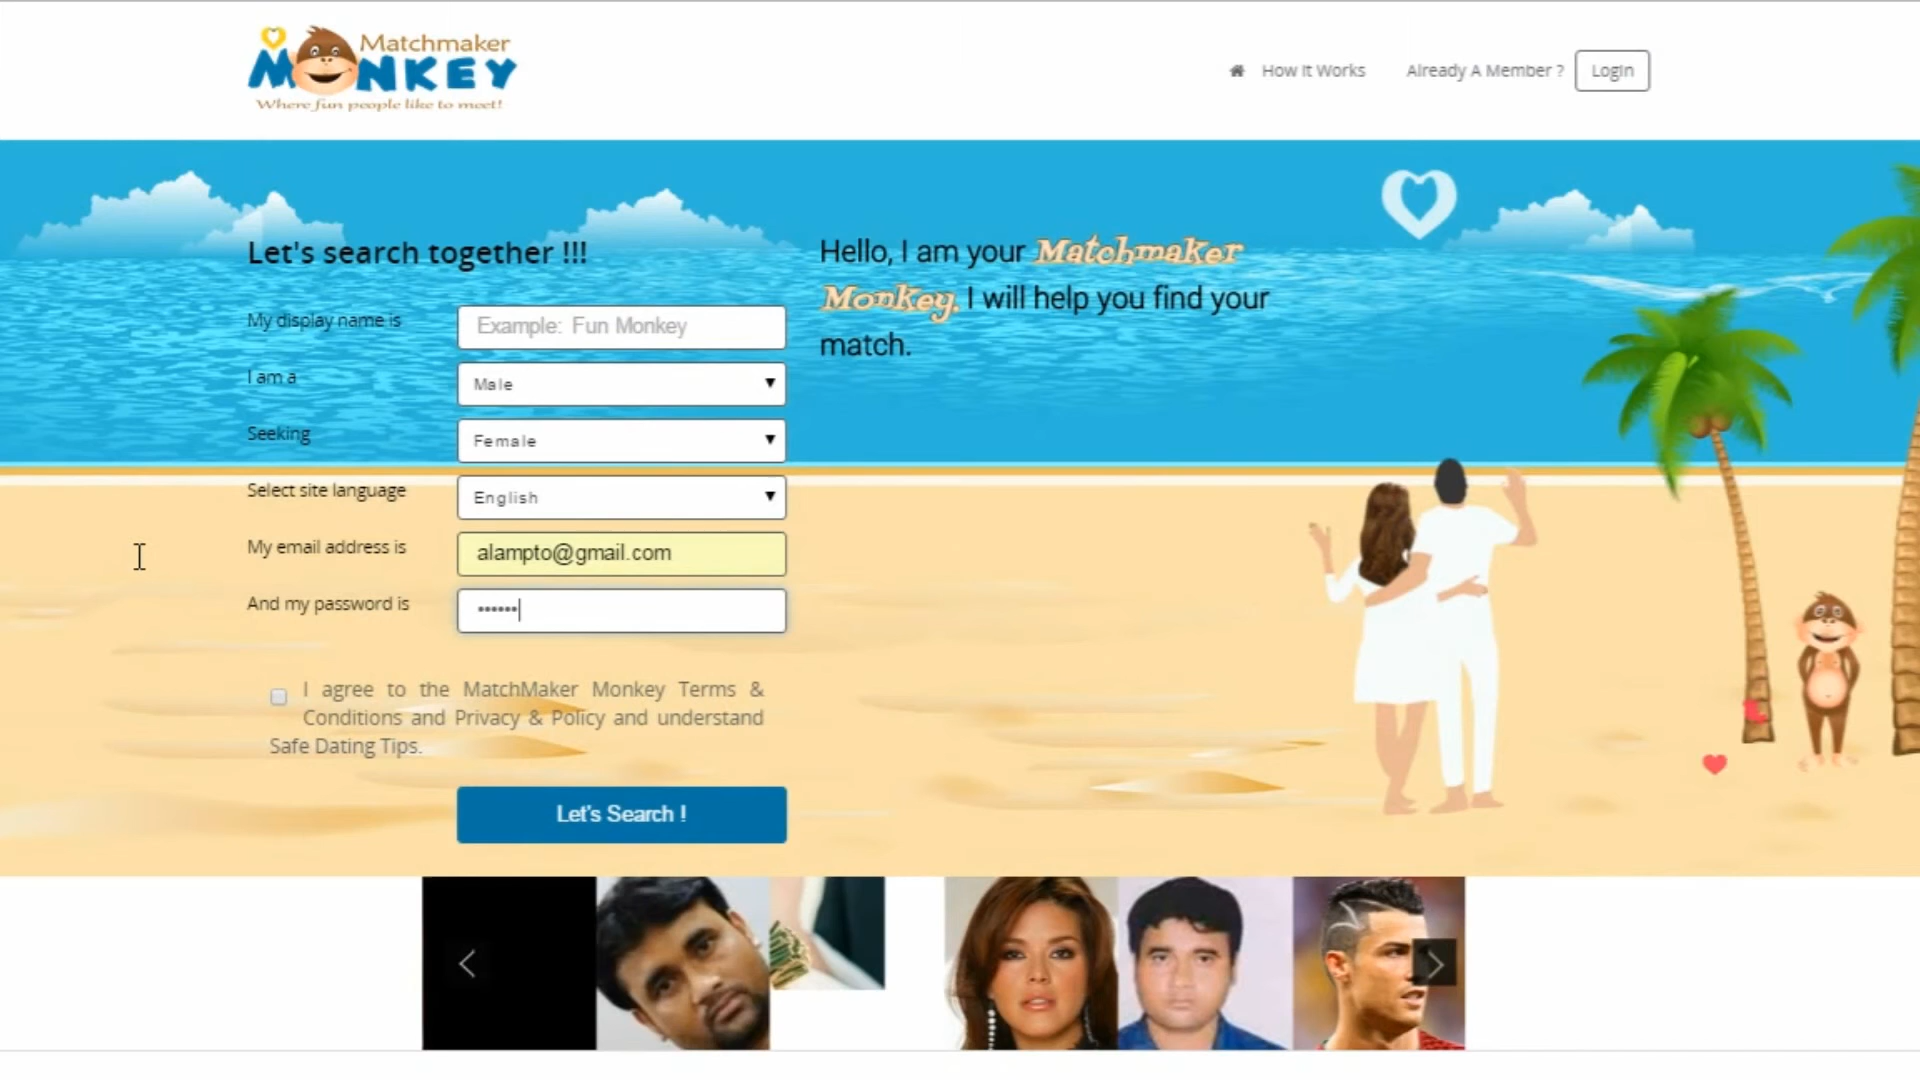 Matchmaker
MONKEY
Where fun people like to meet!
How It Works
Already A Member ?
Login
Let's search together !!!
My display name is
Example: Fun Monkey
I am a
Male
Seeking
Female
Select site language
English
My email address is
alampto@gmail.com
And my password is
••••••
I agree to the MatchMaker Monkey Terms &
Conditions and Privacy & Policy and understand
Safe Dating Tips.
Let's Search !
Hello, I am your Matchmaker
Monkey. I will help you find your
match.